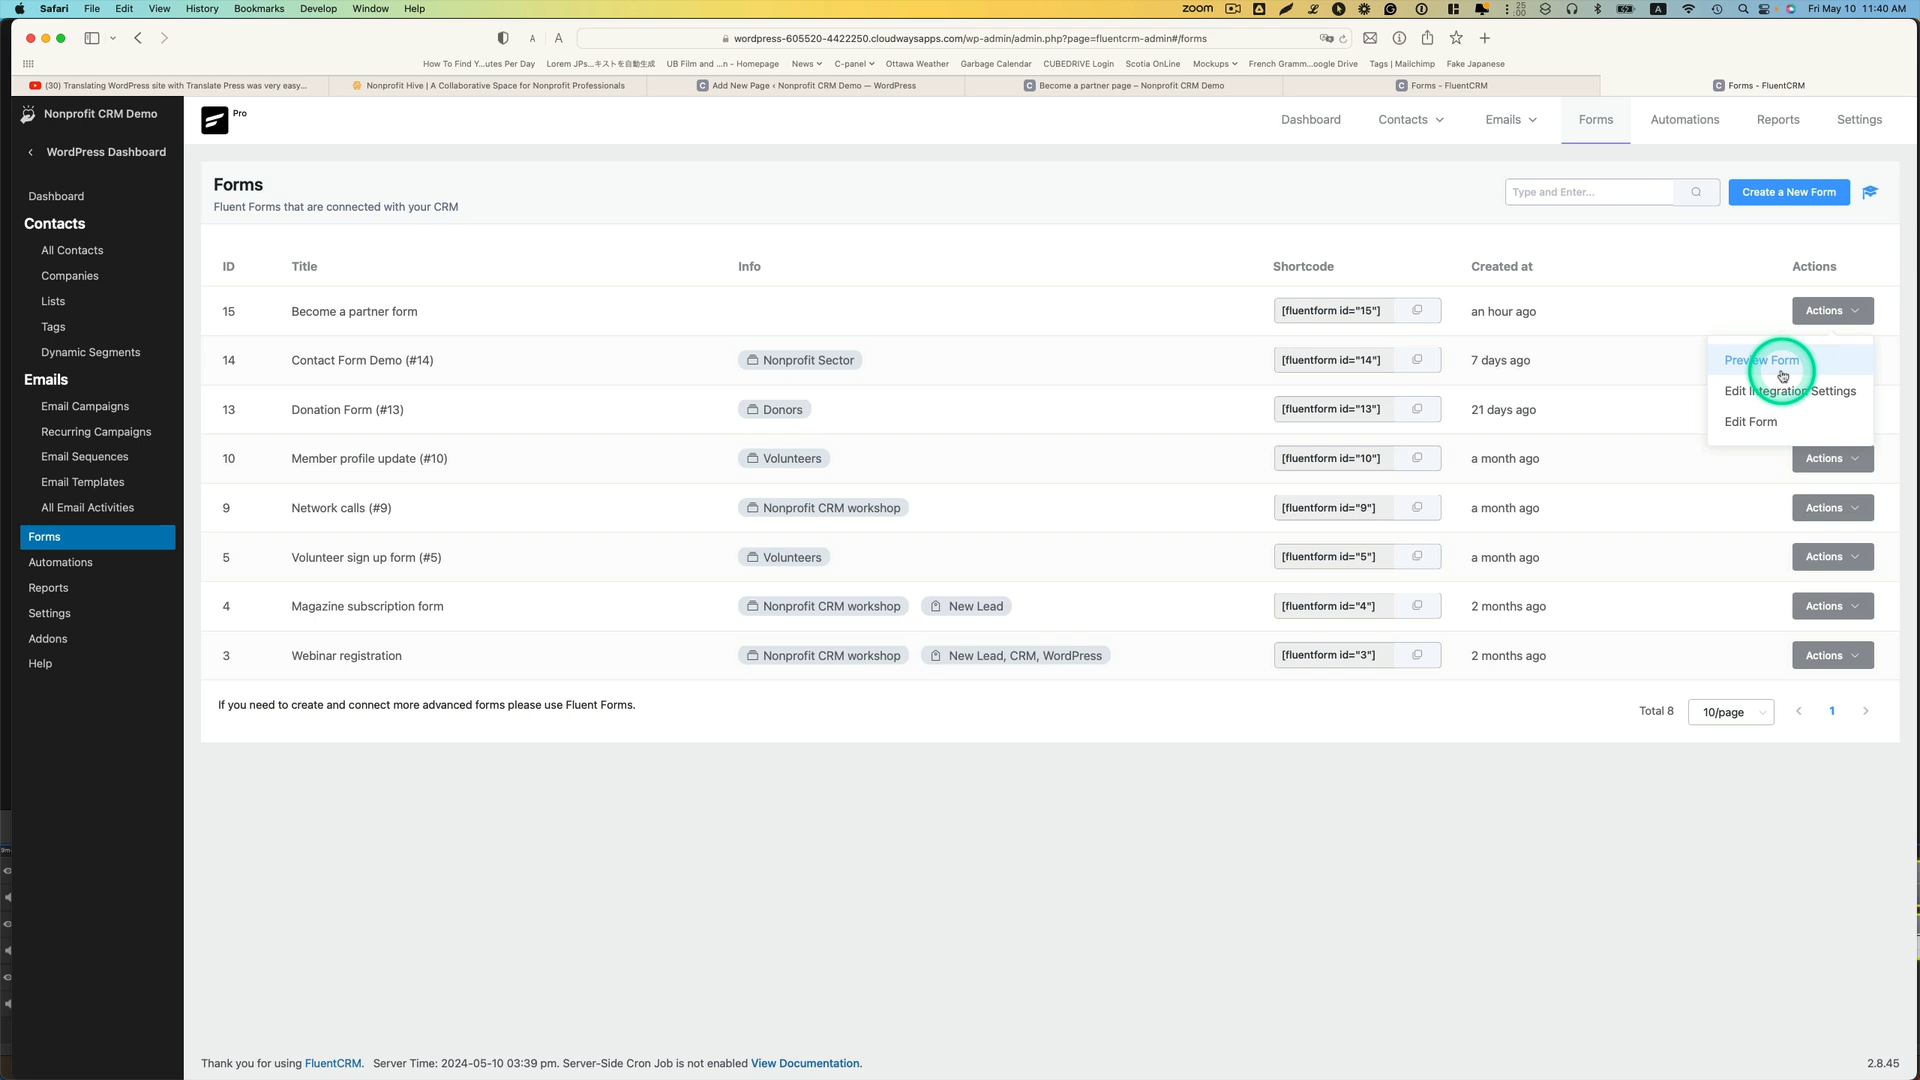 Safari File Edit View History Bookmarks Develop Window Help zoom 25 00 A Fri May 10 11:40 AM
A A wordpress-605520-4422250.cloudwaysapps.com/wp-admin/admin.php?page=fluentcrm-admin#/forms
How To Find Y...utes Per Day Lorem JPs...キストを自動生成 UB Film and ...n - Homepage News C-panel Ottawa Weather Garbage Calendar CUBEDRIVE Login Scotia OnLine Mockups French Gramm...oogle Drive Tags | Mailchimp Fake Japanese
(30) Translating WordPress site with Translate Press was very easy... Nonprofit Hive | A Collaborative Space for Nonprofit Professionals Add New Page ‹ Nonprofit CRM Demo — WordPress Become a partner page – Nonprofit CRM Demo Forms - FluentCRM Forms - FluentCRM
Nonprofit CRM Demo
WordPress Dashboard
Dashboard
Contacts
All Contacts
Companies
Lists
Tags
Dynamic Segments
Emails
Email Campaigns
Recurring Campaigns
Email Sequences
Email Templates
All Email Activities
Forms
Automations
Reports
Settings
Addons
Help
Pro
Dashboard Contacts Emails Forms Automations Reports Settings
Forms
Fluent Forms that are connected with your CRM
Type and Enter...
Create a New Form
ID Title Info Shortcode Created at Actions
15 Become a partner form [fluentform id="15"] an hour ago Actions
14 Contact Form Demo (#14) Nonprofit Sector [fluentform id="14"] 7 days ago
13 Donation Form (#13) Donors [fluentform id="13"] 21 days ago
Preview Form
Edit Integration Settings
Edit Form
10 Member profile update (#10) Volunteers [fluentform id="10"] a month ago Actions
9 Network calls (#9) Nonprofit CRM workshop [fluentform id="9"] a month ago Actions
5 Volunteer sign up form (#5) Volunteers [fluentform id="5"] a month ago Actions
4 Magazine subscription form Nonprofit CRM workshop New Lead [fluentform id="4"] 2 months ago Actions
3 Webinar registration Nonprofit CRM workshop New Lead, CRM, WordPress [fluentform id="3"] 2 months ago Actions
If you need to create and connect more advanced forms please use Fluent Forms.
Total 8 10/page 1
Thank you for using FluentCRM. Server Time: 2024-05-10 03:39 pm. Server-Side Cron Job is not enabled View Documentation.
2.8.45